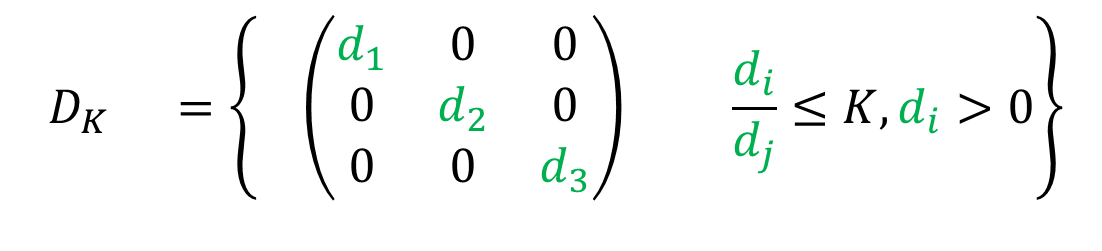 D_K = { ( d_1 0 0
0 d_2 0
0 0 d_3 ) d_i / d_j ≤ K, d_i > 0 }